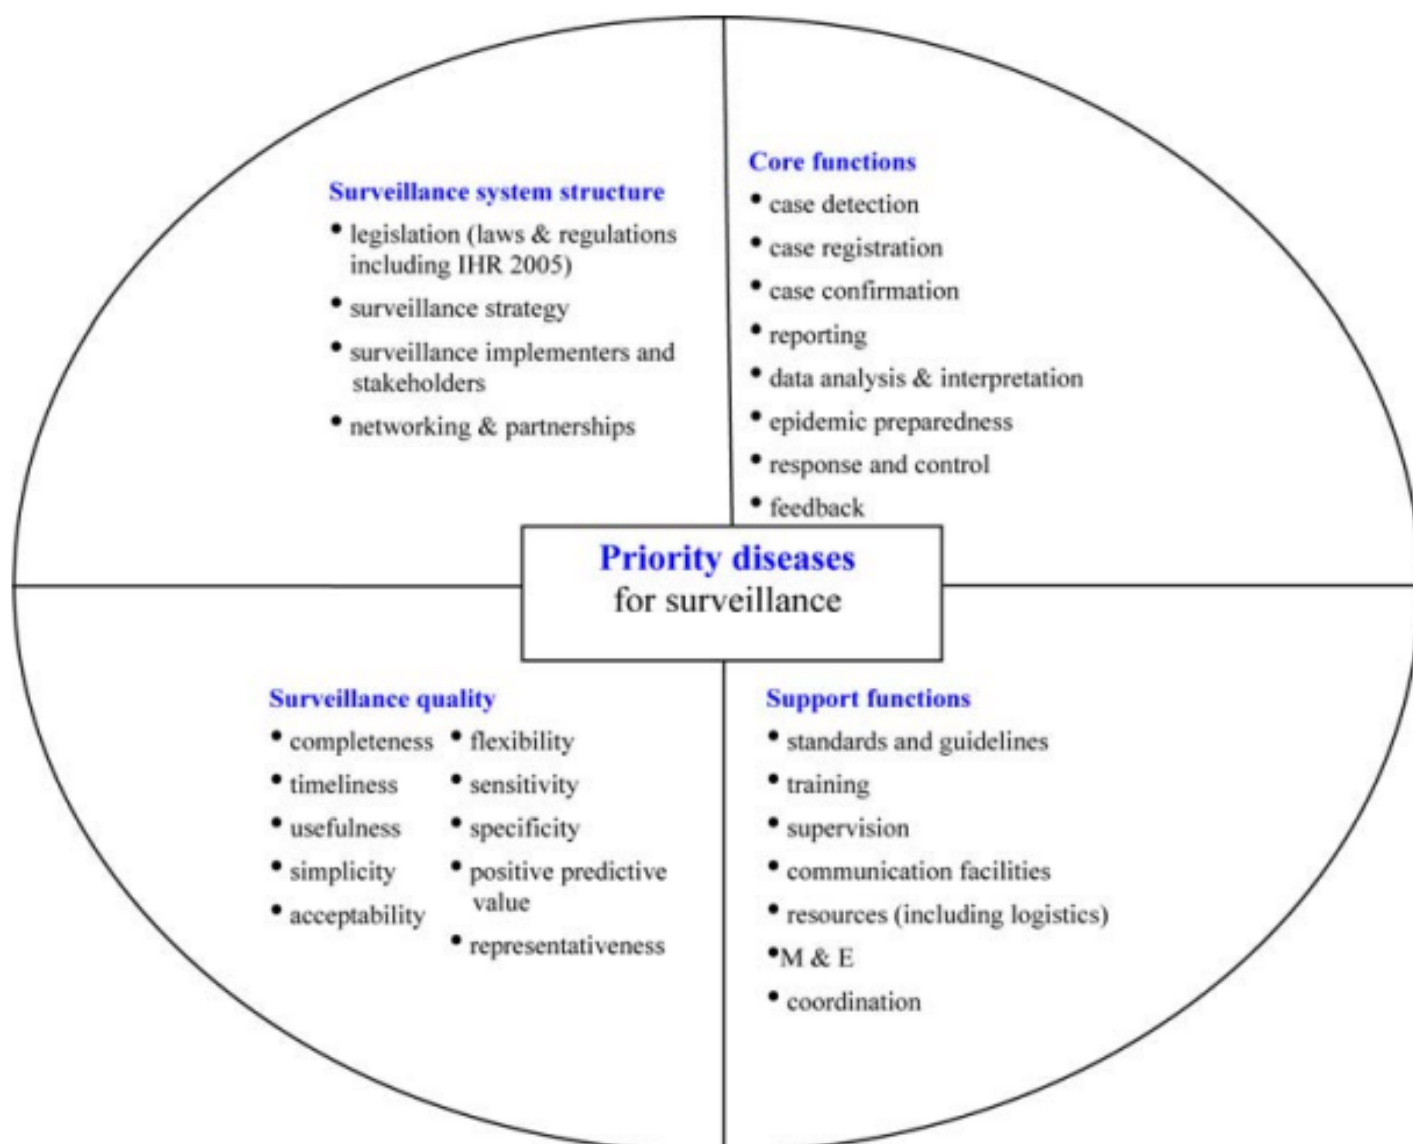 Surveillance system structure
• legislation (laws & regulations
including IHR 2005)
• surveillance strategy
• surveillance implementers and
stakeholders
• networking & partnerships
Core functions
• case detection
• case registration
• case confirmation
• reporting
• data analysis & interpretation
• epidemic preparedness
• response and control
• feedback
Priority diseases
for surveillance
Surveillance quality
• completeness
• timeliness
• usefulness
• simplicity
• acceptability
• flexibility
• sensitivity
• specificity
• positive predictive
value
• representativeness
Support functions
• standards and guidelines
• training
• supervision
• communication facilities
• resources (including logistics)
•M & E
• coordination